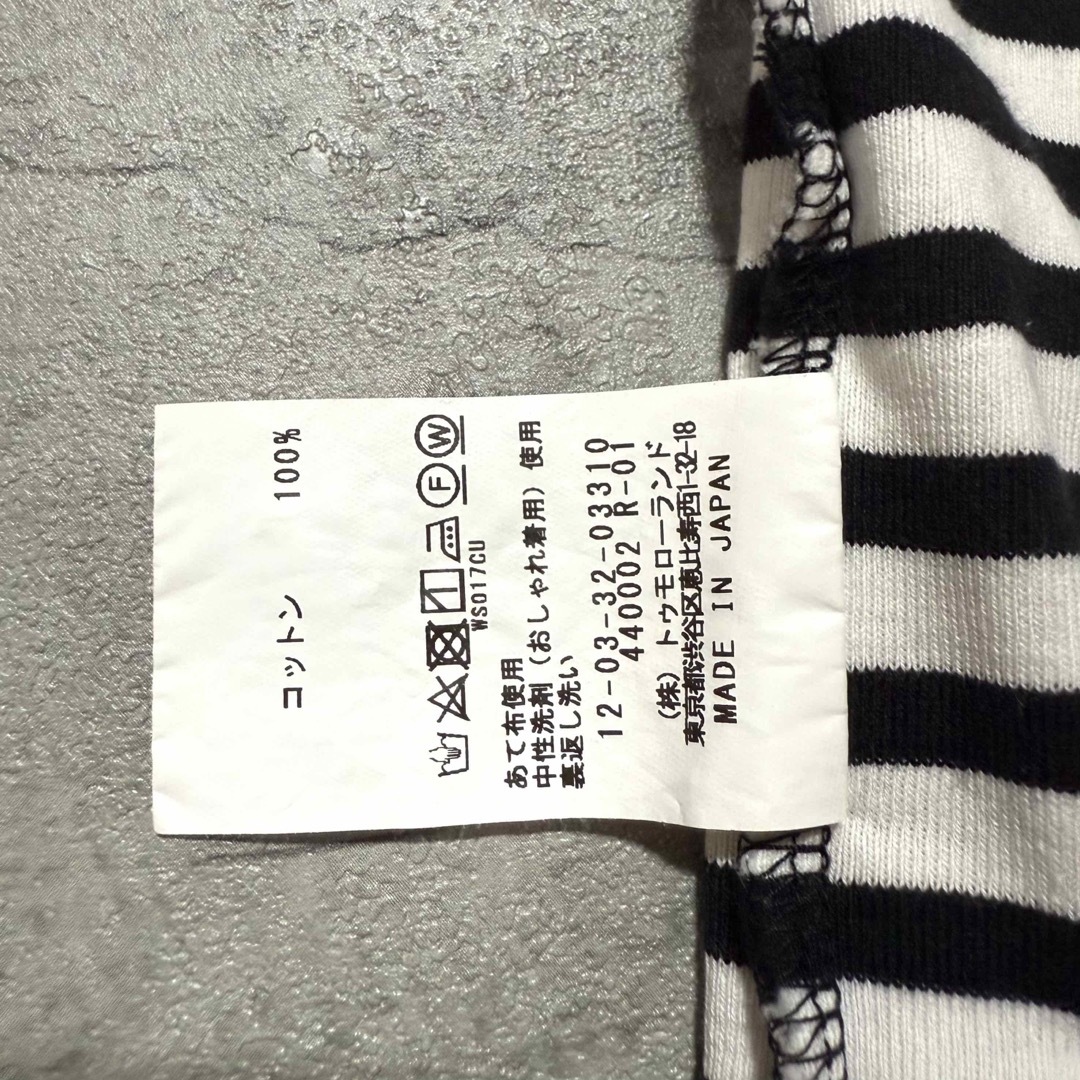 コットン 100%
F W
WS017CU
あて布使用
中性洗剤(おしゃれ着用)使用
裏返し洗い
12-03-32-03310
440002 R-01
(株)トゥモローランド
東京都渋谷区恵比寿西1-32-18
MADE IN JAPAN